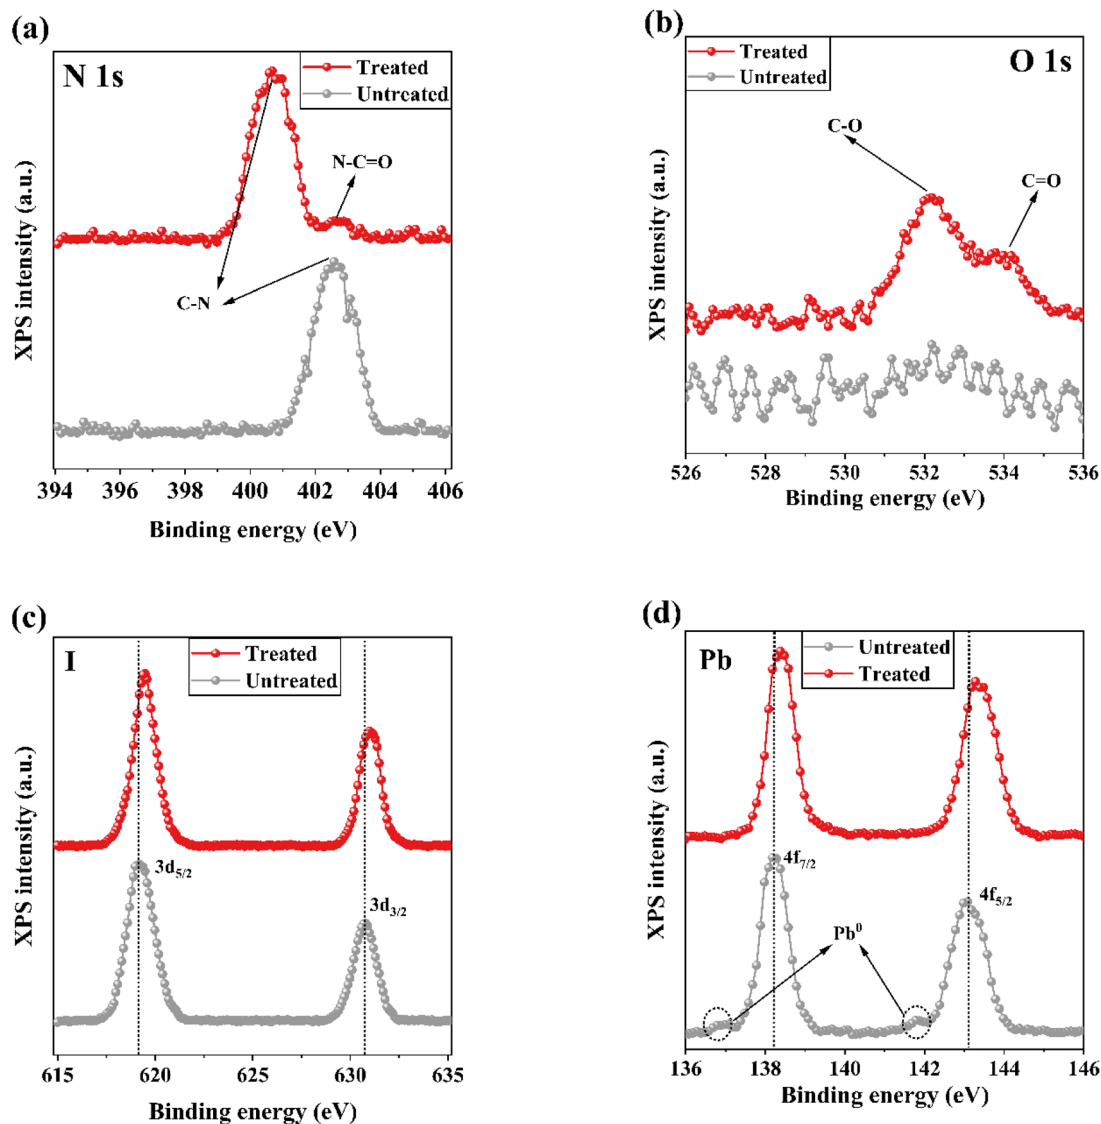 (a)
N 1s
Treated
Untreated
N-C=O
C-N
XPS intensity (a.u.)
394 396 398 400 402 404 406
Binding energy (eV)
(b)
O 1s
Treated
Untreated
C-O
C=O
XPS intensity (a.u.)
526 528 530 532 534 536
Binding energy (eV)
(c)
I
Treated
Untreated
3d5/2
3d3/2
XPS intensity (a.u.)
615 620 625 630 635
Binding energy (eV)
(d)
Pb
Untreated
Treated
4f7/2
4f5/2
Pb⁰
XPS intensity (a.u.)
136 138 140 142 144 146
Binding energy (eV)